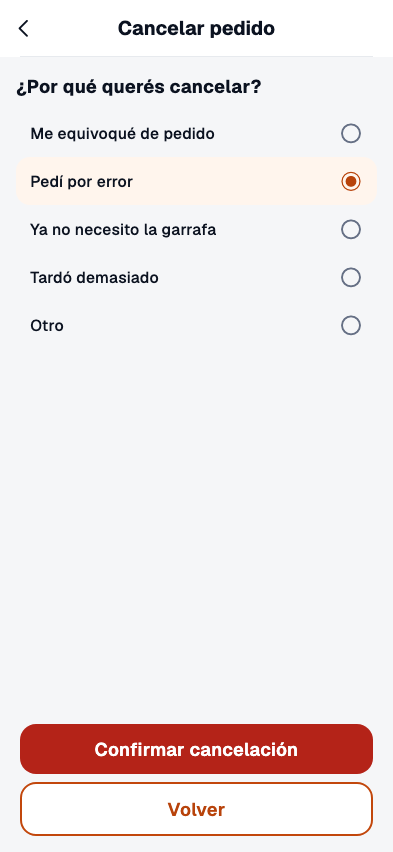 Cancelar pedido
¿Por qué querés cancelar?
Me equivoqué de pedido
Pedí por error
Ya no necesito la garrafa
Tardó demasiado
Otro
Confirmar cancelación
Volver